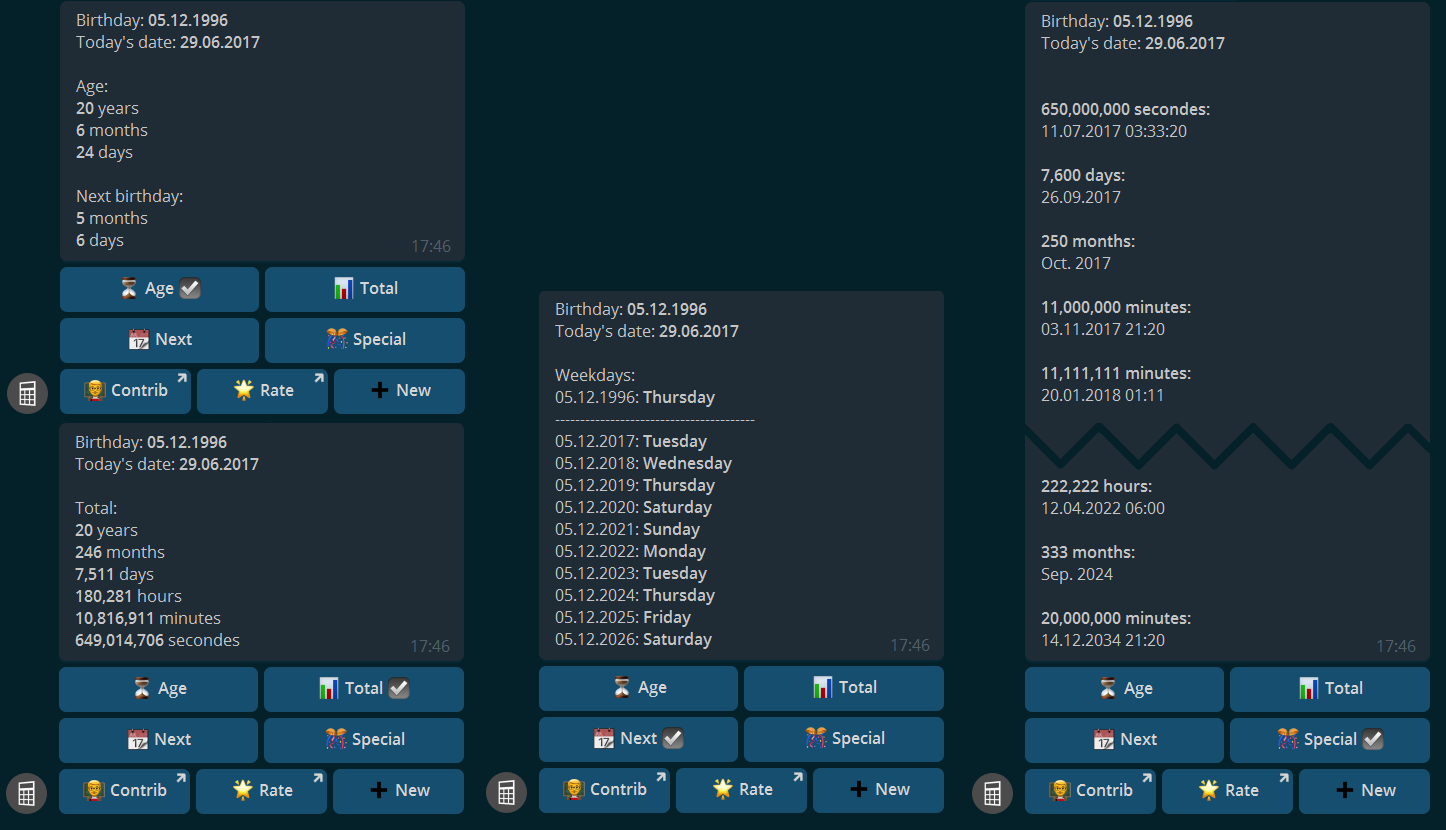 Birthday: 05.12.1996
Today's date: 29.06.2017
Age:
20 years
6 months
24 days
Next birthday:
5 months
6 days
17:46
Age
Total
Next
Special
Contrib
Rate
New
Birthday: 05.12.1996
Today's date: 29.06.2017
Total:
20 years
246 months
7,511 days
180,281 hours
10,816,911 minutes
649,014,706 secondes
17:46
Age
Total
Next
Special
Contrib
Rate
New
Birthday: 05.12.1996
Today's date: 29.06.2017
Weekdays:
05.12.1996: Thursday
----------------------------------------
05.12.2017: Tuesday
05.12.2018: Wednesday
05.12.2019: Thursday
05.12.2020: Saturday
05.12.2021: Sunday
05.12.2022: Monday
05.12.2023: Tuesday
05.12.2024: Thursday
05.12.2025: Friday
05.12.2026: Saturday
17:46
Age
Total
Next
Special
Contrib
Rate
New
Birthday: 05.12.1996
Today's date: 29.06.2017
650,000,000 secondes:
11.07.2017 03:33:20
7,600 days:
26.09.2017
250 months:
Oct. 2017
11,000,000 minutes:
03.11.2017 21:20
11,111,111 minutes:
20.01.2018 01:11
222,222 hours:
12.04.2022 06:00
333 months:
Sep. 2024
20,000,000 minutes:
14.12.2034 21:20
17:46
Age
Total
Next
Special
Contrib
Rate
New